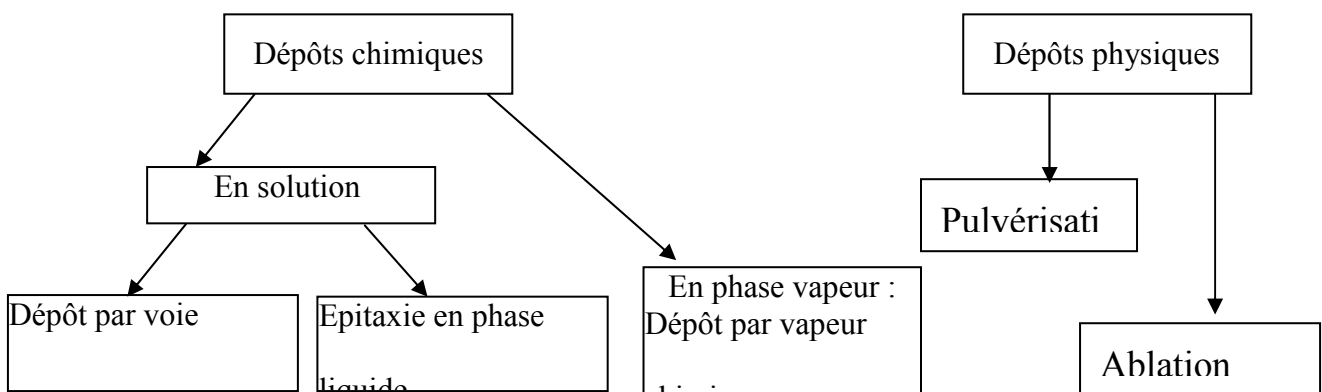 Dépôts chimiques
Dépôts physiques
En solution
Pulvérisati
En phase vapeur :
Dépôt par voie
Epitaxie en phase
Dépôt par vapeur
Ablation
liquide